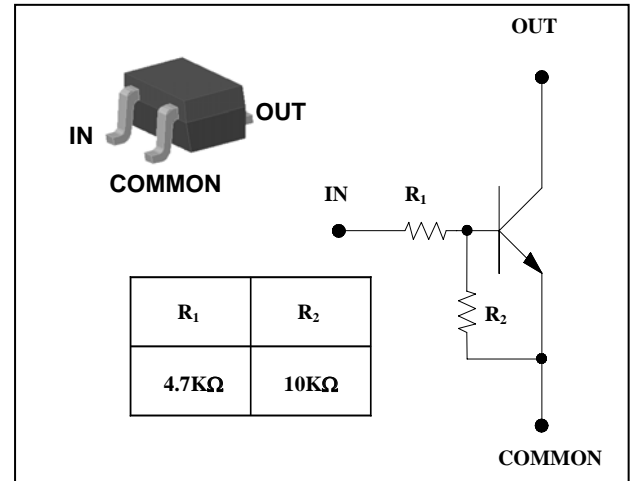 OUT
OUT
IN
COMMON
IN R₁
R₂
R₁ R₂
4.7KΩ 10KΩ
COMMON